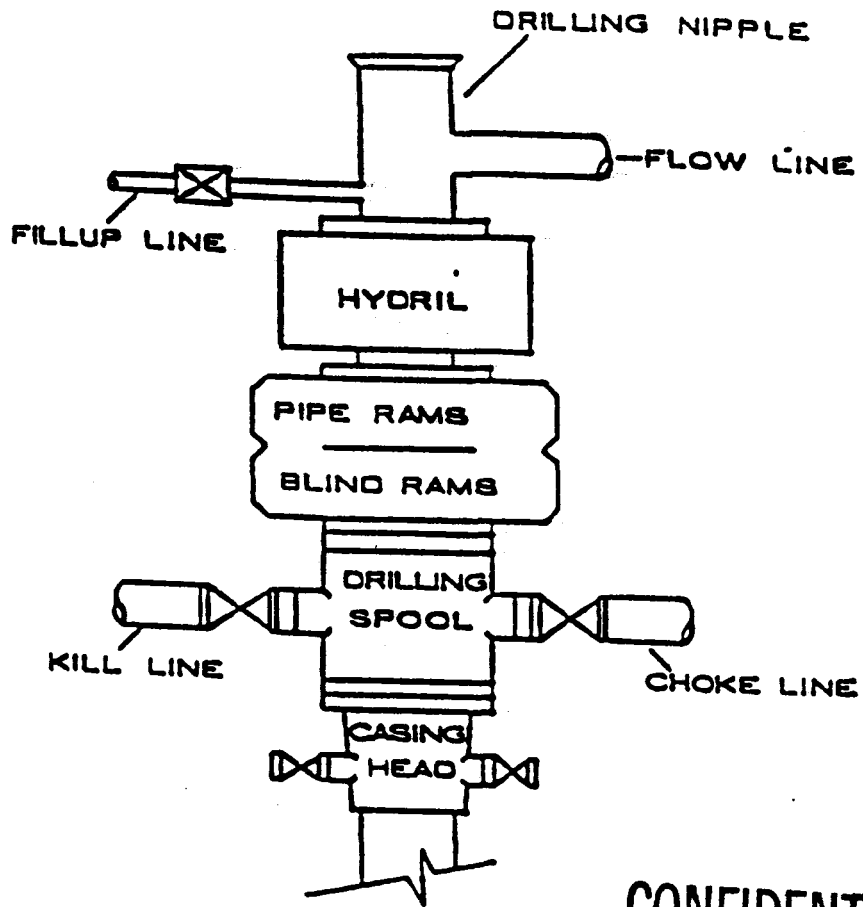 DRILLING NIPPLE
FLOW LINE
FILLUP LINE
HYDRIL
PIPE RAMS
BLIND RAMS
DRILLING
SPOOL
KILL LINE
CHOKE LINE
CASING
HEAD